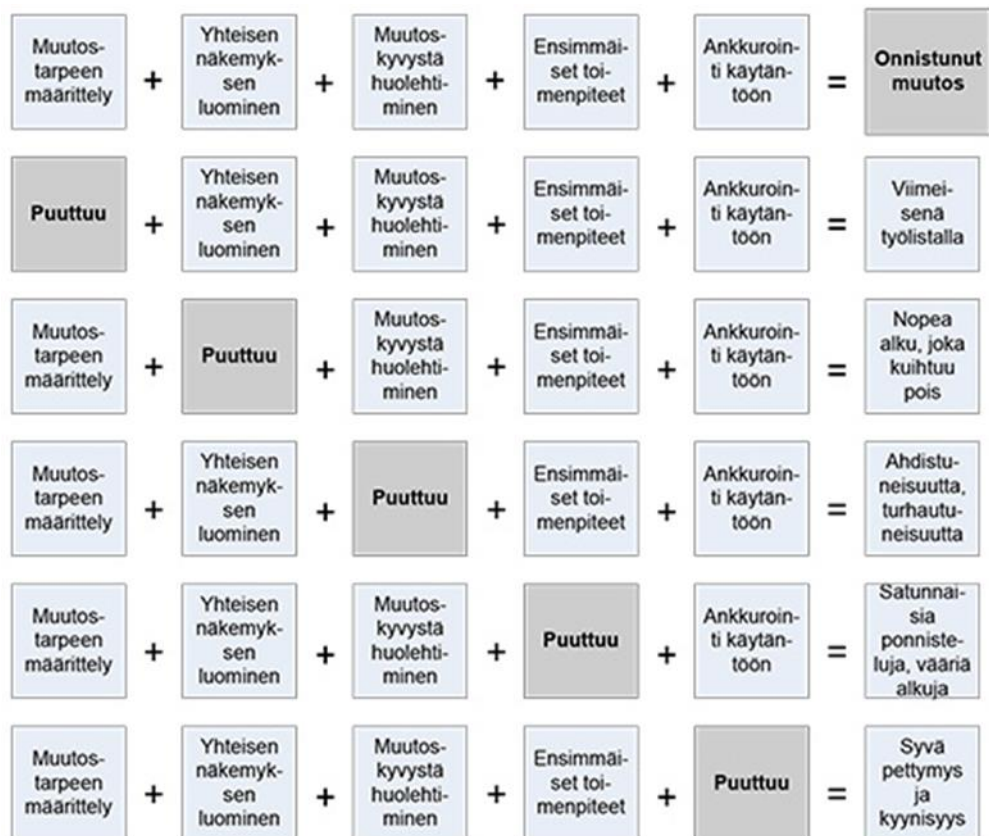 Muutos-
tarpeen
määrittely
+
Yhteisen
näkemyk-
sen
luominen
+
Muutos-
kyvystä
huolehti-
minen
+
Ensimmäi-
set toi-
menpiteet
+
Ankkuroin-
ti käytän-
töön
=
Onnistunut
muutos
Puuttuu
+
Yhteisen
näkemyk-
sen
luominen
+
Muutos-
kyvystä
huolehti-
minen
+
Ensimmäi-
set toi-
menpiteet
+
Ankkuroin-
ti käytän-
töön
=
Viimei-
senä
työlistalla
Muutos-
tarpeen
määrittely
+
Puuttuu
+
Muutos-
kyvystä
huolehti-
minen
+
Ensimmäi-
set toi-
menpiteet
+
Ankkuroin-
ti käytän-
töön
=
Nopea
alku, joka
kuihtuu
pois
Muutos-
tarpeen
määrittely
+
Yhteisen
näkemyk-
sen
luominen
+
Puuttuu
+
Ensimmäi-
set toi-
menpiteet
+
Ankkuroin-
ti käytän-
töön
=
Ahdistu-
neisuutta,
turhautu-
neisuutta
Muutos-
tarpeen
määrittely
+
Yhteisen
näkemyk-
sen
luominen
+
Muutos-
kyvystä
huolehti-
minen
+
Puuttuu
+
Ankkuroin-
ti käytän-
töön
=
Satunnai-
sia
ponniste-
luja, vääriä
alkuja
Muutos-
tarpeen
määrittely
+
Yhteisen
näkemyk-
sen
luominen
+
Muutos-
kyvystä
huolehti-
minen
+
Ensimmäi-
set toi-
menpiteet
+
Puuttuu
=
Syvä
pettymys
ja
kyynisyys